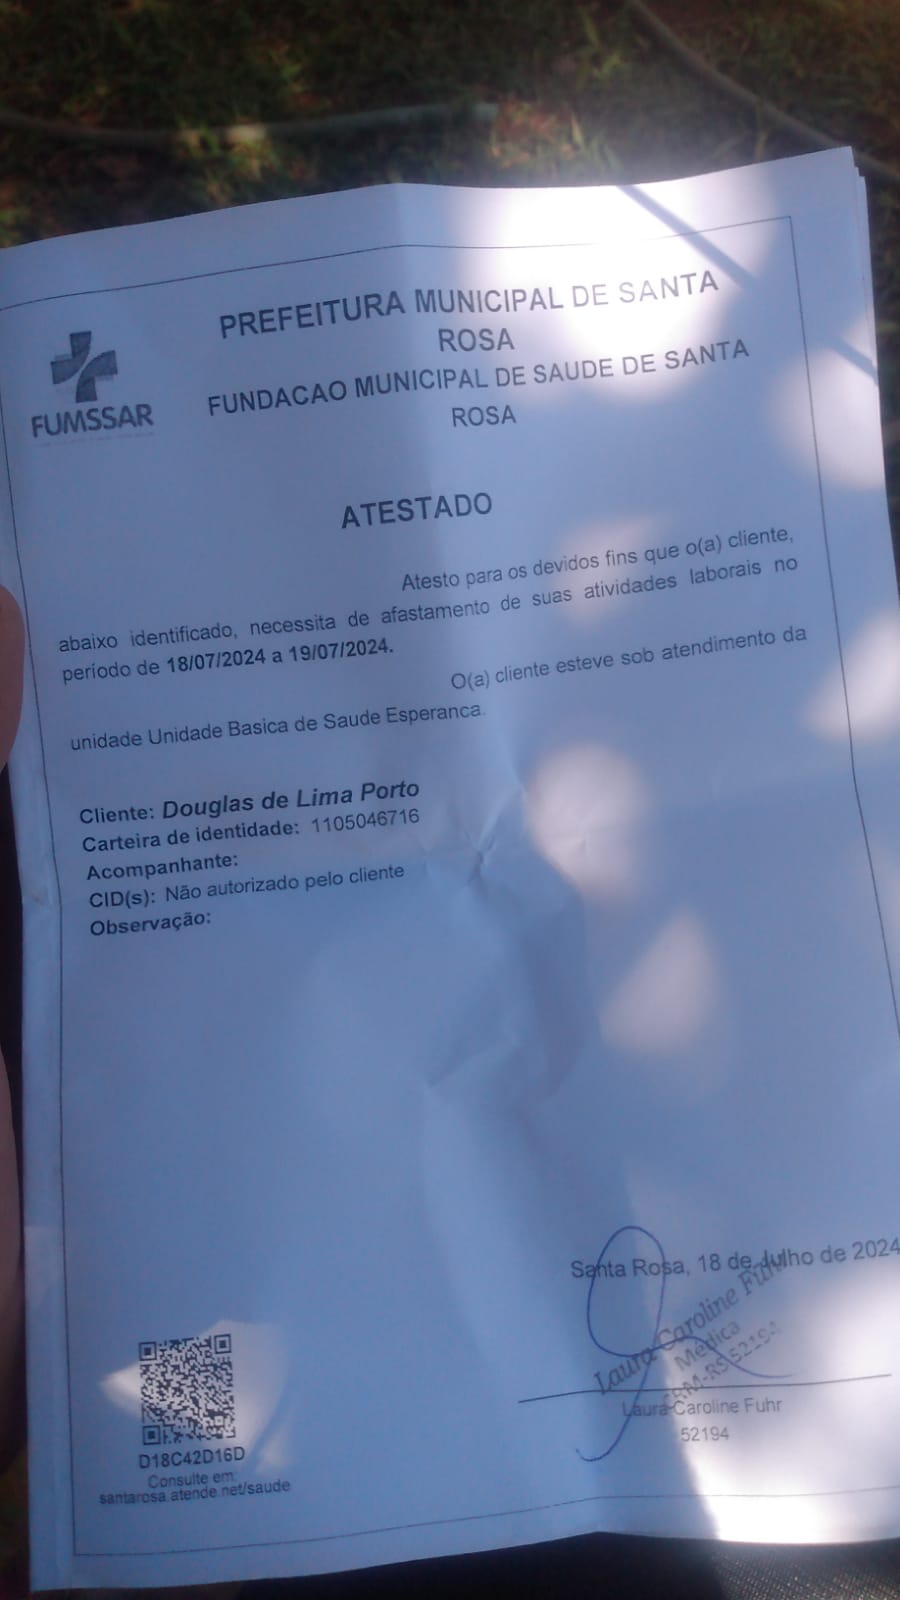 PREFEITURA MUNICIPAL DE SANTA
ROSA
FUNDACAO MUNICIPAL DE SAUDE DE SANTA
ROSA
FUMSSAR
ATESTADO
Atesto para os devidos fins que o(a) cliente,
abaixo identificado, necessita de afastamento de suas atividades laborais no
período de 18/07/2024 a 19/07/2024.
O(a) cliente esteve sob atendimento da
unidade Unidade Basica de Saude Esperanca.
Cliente: Douglas de Lima Porto
Carteira de identidade: 1105046716
Acompanhante:
CID(s): Não autorizado pelo cliente
Observação:
Santa Rosa, 18 de Julho de 2024
Laura Caroline Fuhr
Médica
CRM-RS 52194
Laura Caroline Fuhr
52194
D18C42D16D
Consulte em:
santarosa.atende.net/saude